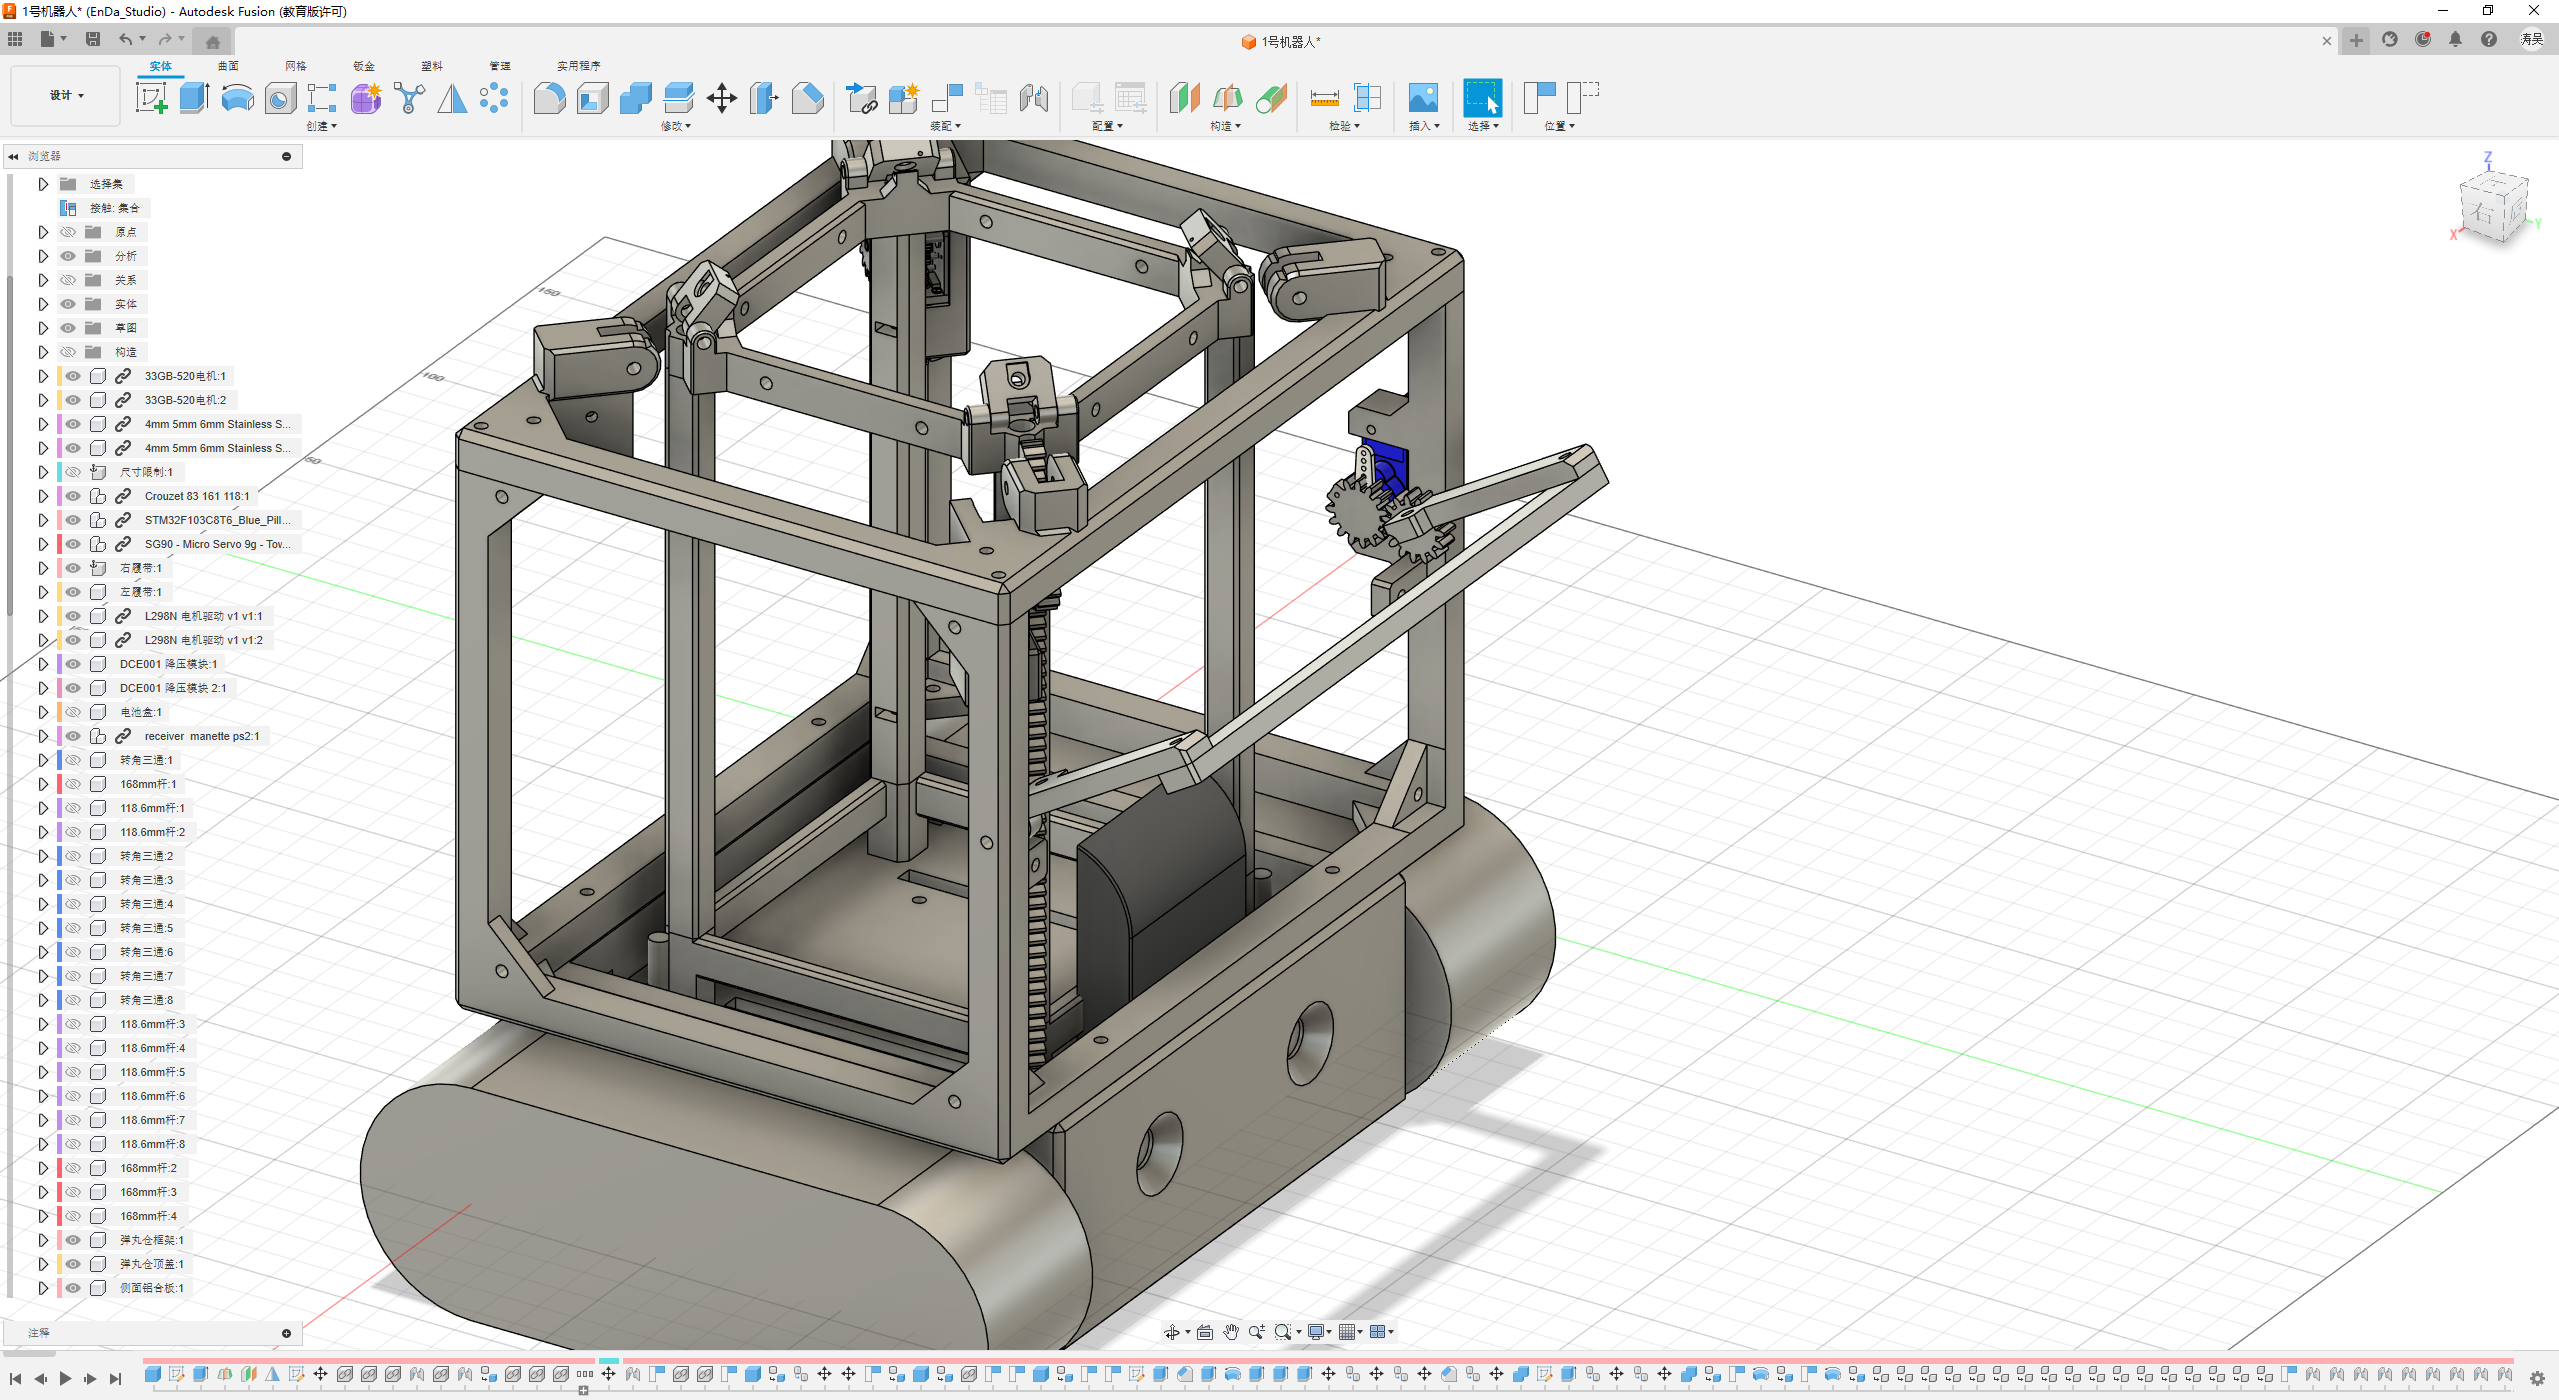 1号机器人* (EnDa_Studio) - Autodesk Fusion (教育版许可)
1号机器人*
涛吴
设计
实体 曲面 网格 钣金 塑料 管理 实用程序
创建 修改 装配 配置 构造 检验 插入 选择 位置
浏览器
选择集
接触: 集合
原点
分析
关系
实体
草图
构造
33GB-520电机:1
33GB-520电机:2
4mm 5mm 6mm Stainless S...
4mm 5mm 6mm Stainless S...
尺寸限制:1
Crouzet 83 161 118:1
STM32F103C8T6_Blue_Pill...
SG90 - Micro Servo 9g - Tow...
右履带:1
左履带:1
L298N 电机驱动 v1 v1:1
L298N 电机驱动 v1 v1:2
DCE001 降压模块:1
DCE001 降压模块 2:1
电池盒:1
receiver manette ps2:1
转角三通:1
168mm杆:1
118.6mm杆:1
118.6mm杆:2
转角三通:2
转角三通:3
转角三通:4
转角三通:5
转角三通:6
转角三通:7
转角三通:8
118.6mm杆:3
118.6mm杆:4
118.6mm杆:5
118.6mm杆:6
118.6mm杆:7
118.6mm杆:8
168mm杆:2
168mm杆:3
168mm杆:4
弹丸仓框架:1
弹丸仓顶盖:1
侧面铝合板:1
注释
150
100
50
Z
右
X
Y